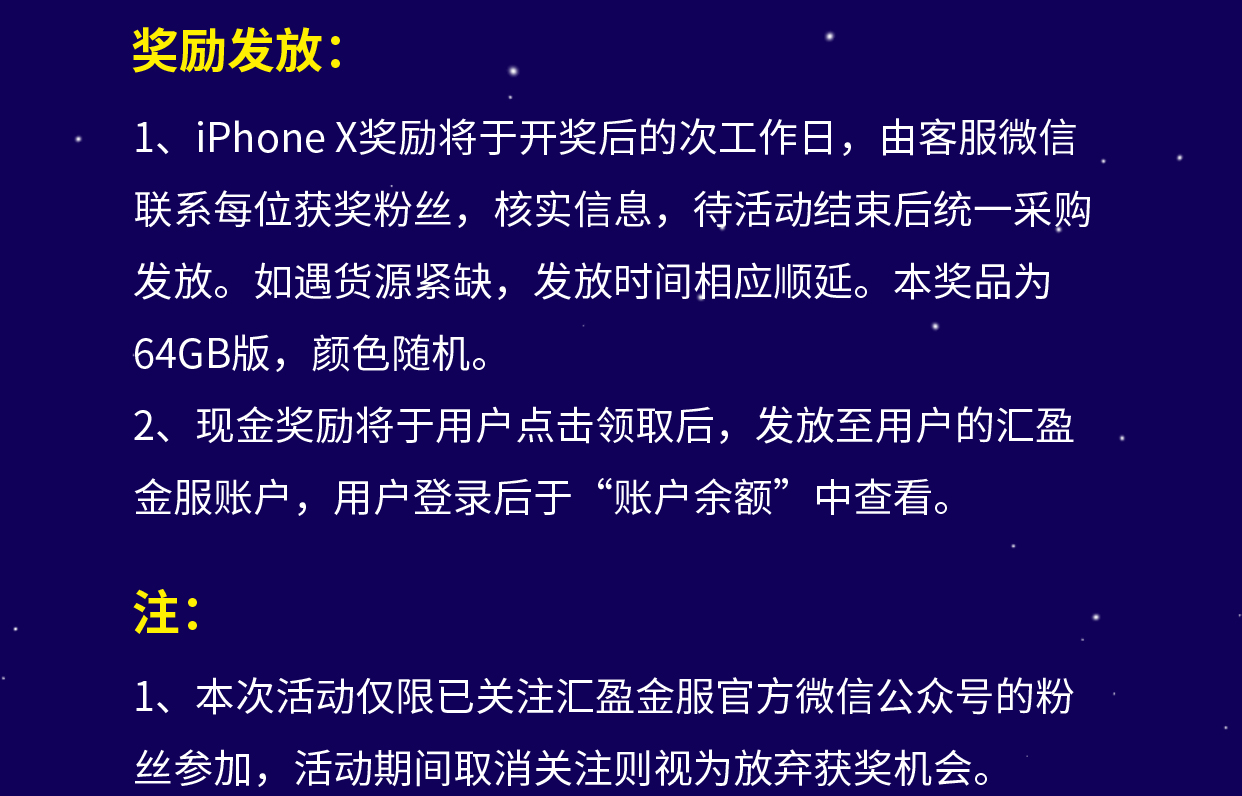 奖励发放：
1、iPhone X奖励将于开奖后的次工作日，由客服微信
联系每位获奖粉丝，核实信息，待活动结束后统一采购
发放。如遇货源紧缺，发放时间相应顺延。本奖品为
64GB版，颜色随机。
2、现金奖励将于用户点击领取后，发放至用户的汇盈
金服账户，用户登录后于“账户余额”中查看。
注：
1、本次活动仅限已关注汇盈金服官方微信公众号的粉
丝参加，活动期间取消关注则视为放弃获奖机会。